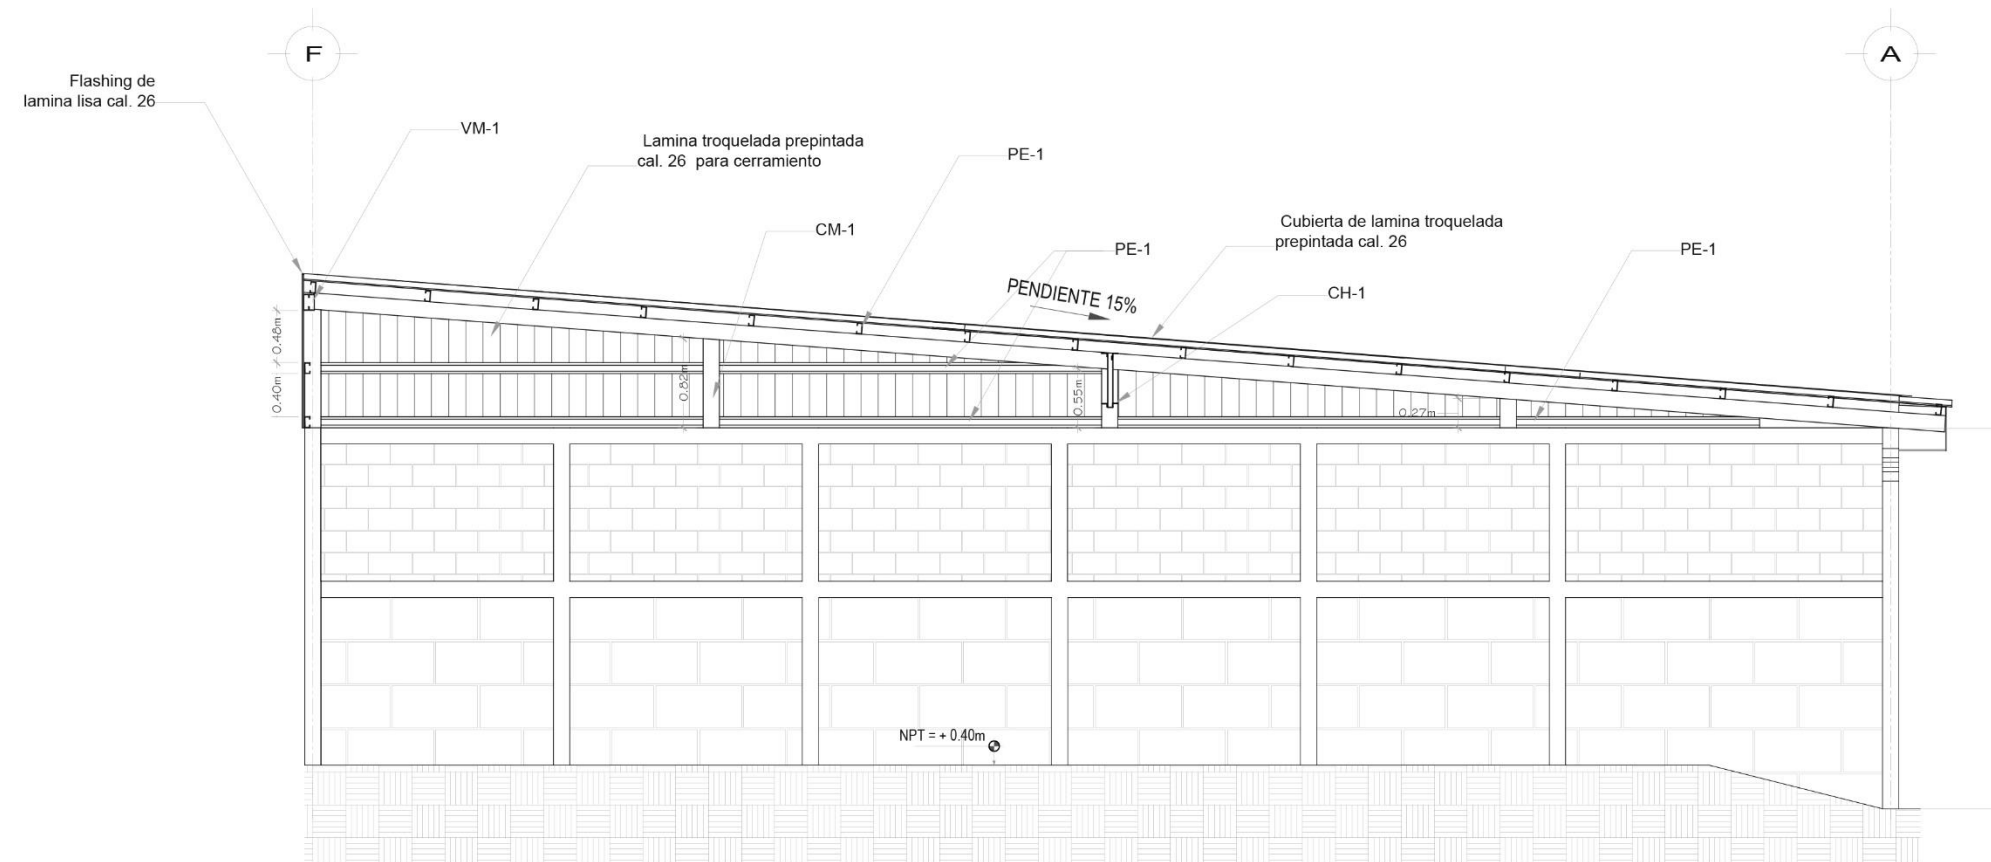 F
A
Flashing de
lamina lisa cal. 26
VM-1
Lamina troquelada prepintada
cal. 26 para cerramiento
PE-1
CM-1
Cubierta de lamina troquelada
prepintada cal. 26
PE-1
PE-1
PENDIENTE 15%
CH-1
0.48m
0.40m
0.82m
0.55m
0.27m
NPT = + 0.40m